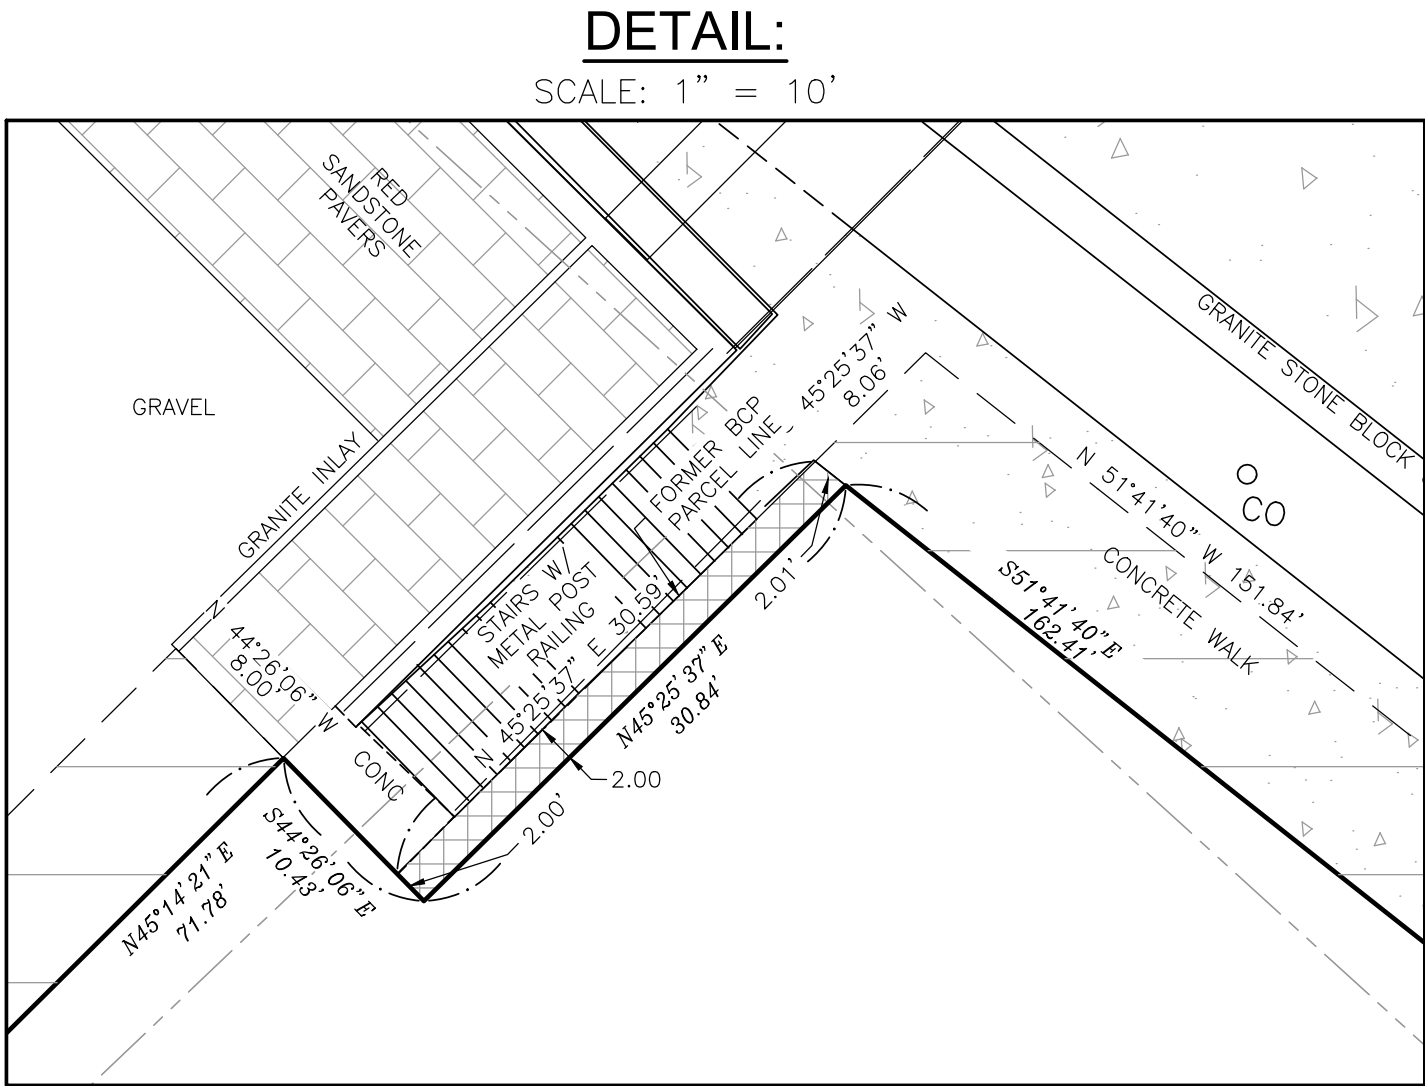 DETAIL:
SCALE: 1" = 10'
RED
SANDSTONE
PAVERS
GRAVEL
GRANITE INLAY
GRANITE STONE BLOCK
FORMER BCP
PARCEL LINE
45°25'37" W
8.06'
CO
N 51°41'40" W 151.84'
CONCRETE WALK
S51°41'40"E
162.41'
STAIRS W/
METAL POST
RAILING
N 45°25'37" E 30.59'
2.01'
N45°25'37"E
30.84'
N
44°26'06" W
8.00'
CONC
2.00
2.00'
S44°26'06"E
10.43'
N45°14'21"E
71.78'